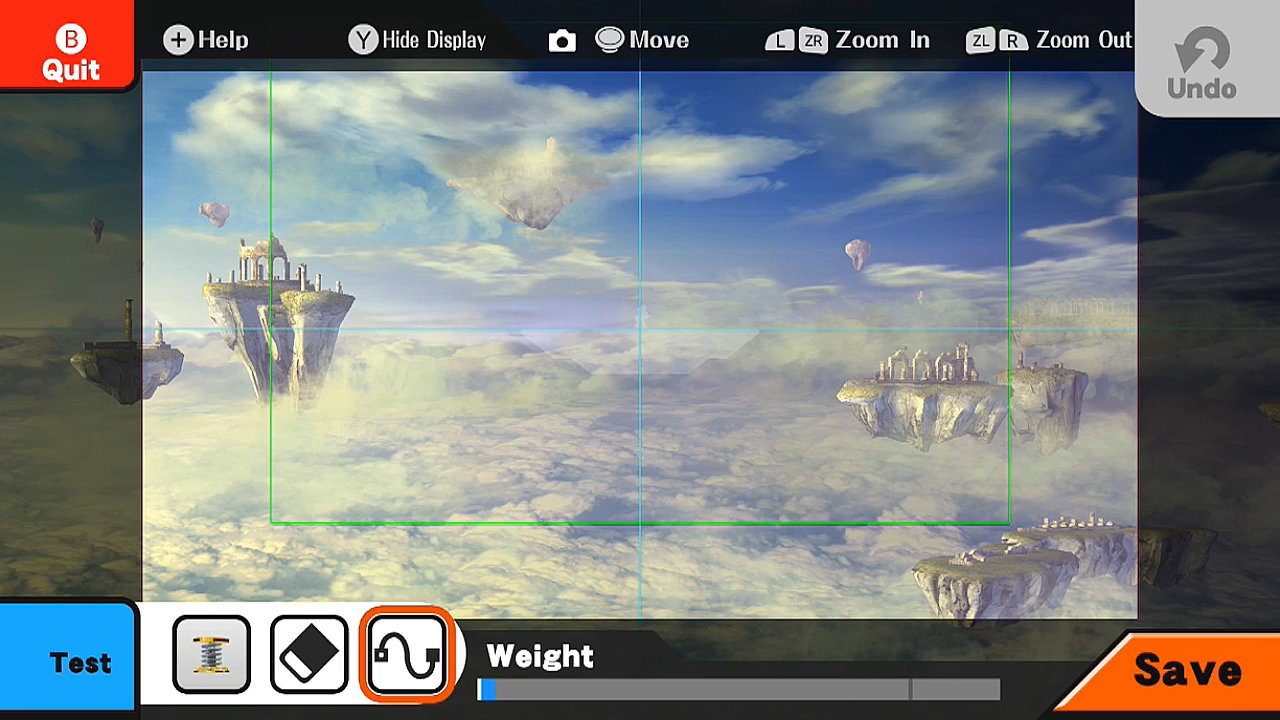 B
Quit
+ Help
Y Hide Display
Move
L ZR Zoom In
ZL R Zoom Out
Undo
Test
Weight
Save